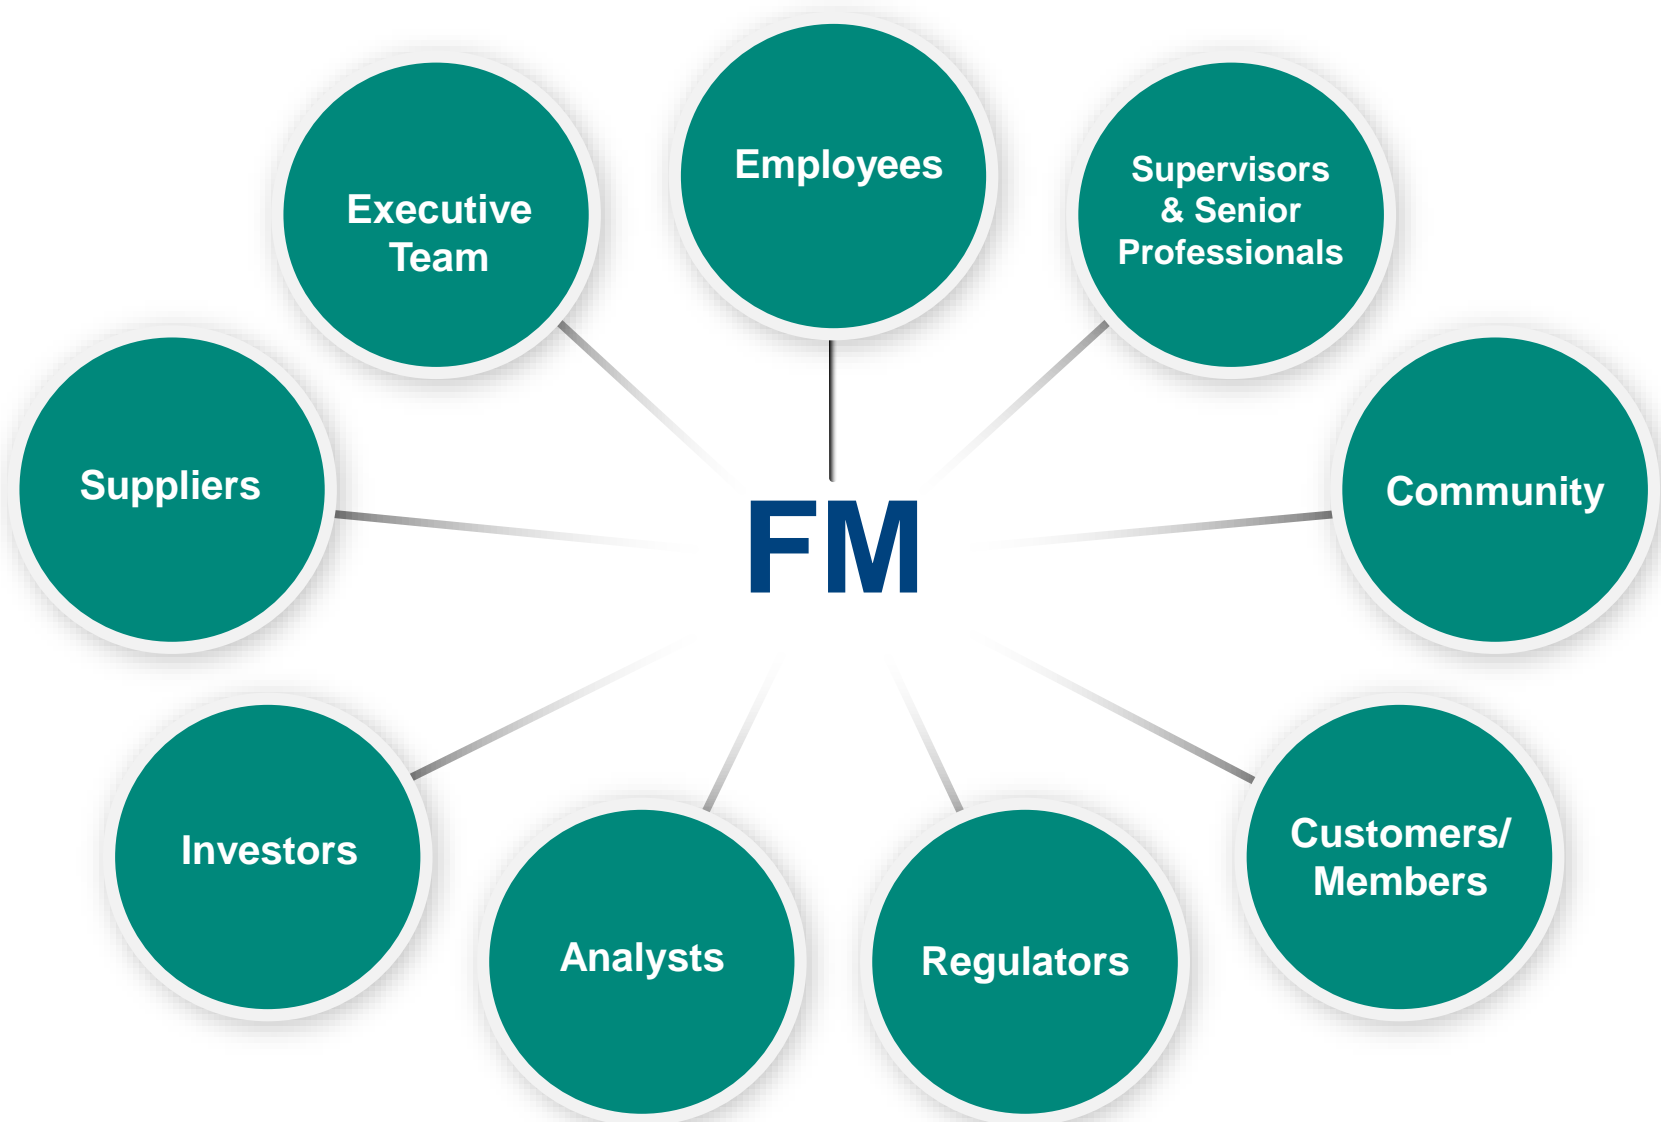 Employees
Executive
Team
Supervisors
& Senior
Professionals
Suppliers
Community
FM
Investors
Customers/
Members
Analysts
Regulators